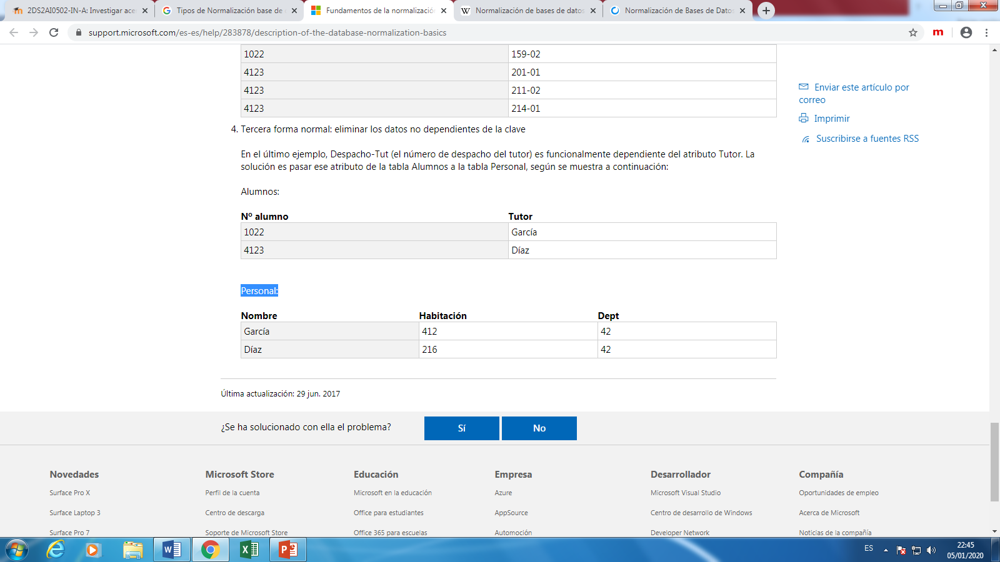 2DS2AI0502-IN-A: Investigar ace
Tipos de Normalización base de
Fundamentos de la normalizació
Normalización de bases de datos
Normalización de Bases de Datos
support.microsoft.com/es-es/help/283878/description-of-the-database-normalization-basics
1022 159-02
4123 201-01
4123 211-02
4123 214-01
4. Tercera forma normal: eliminar los datos no dependientes de la clave
En el último ejemplo, Despacho-Tut (el número de despacho del tutor) es funcionalmente dependiente del atributo Tutor. La
solución es pasar ese atributo de la tabla Alumnos a la tabla Personal, según se muestra a continuación:
Alumnos:
Nº alumno Tutor
1022 García
4123 Díaz
Personal:
Nombre Habitación Dept
García 412 42
Díaz 216 42
Última actualización: 29 jun. 2017
Enviar este artículo por
correo
Imprimir
Suscribirse a fuentes RSS
¿Se ha solucionado con ella el problema? Sí No
Novedades Microsoft Store Educación Empresa Desarrollador Compañía
Surface Pro X Perfil de la cuenta Microsoft en la educación Azure Microsoft Visual Studio Oportunidades de empleo
Surface Laptop 3 Centro de descarga Office para estudiantes AppSource Centro de desarrollo de Windows Acerca de Microsoft
Surface Pro 7 Soporte de Microsoft Store Office 365 para escuelas Automoción Developer Network Noticias de la compañía
ES
22:45
05/01/2020